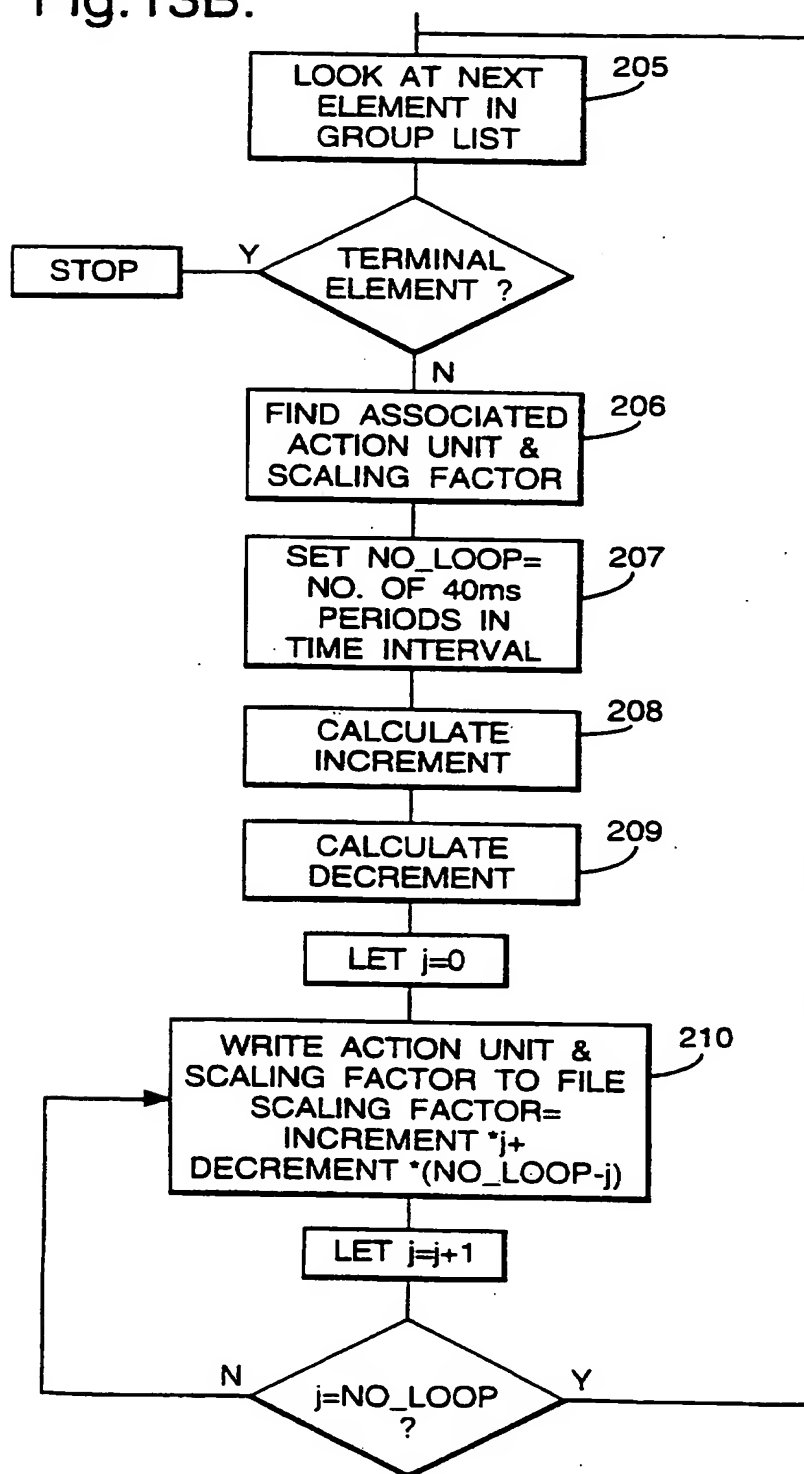 Fig.13B.
LOOK AT NEXT
ELEMENT IN
GROUP LIST
205
TERMINAL
ELEMENT ?
Y
STOP
N
FIND ASSOCIATED
ACTION UNIT &
SCALING FACTOR
206
SET NO_LOOP=
NO. OF 40ms
PERIODS IN
TIME INTERVAL
207
CALCULATE
INCREMENT
208
CALCULATE
DECREMENT
209
LET j=0
WRITE ACTION UNIT &
SCALING FACTOR TO FILE
SCALING FACTOR=
INCREMENT *j+
DECREMENT *(NO_LOOP-j)
210
LET j=j+1
N
j=NO_LOOP
?
Y